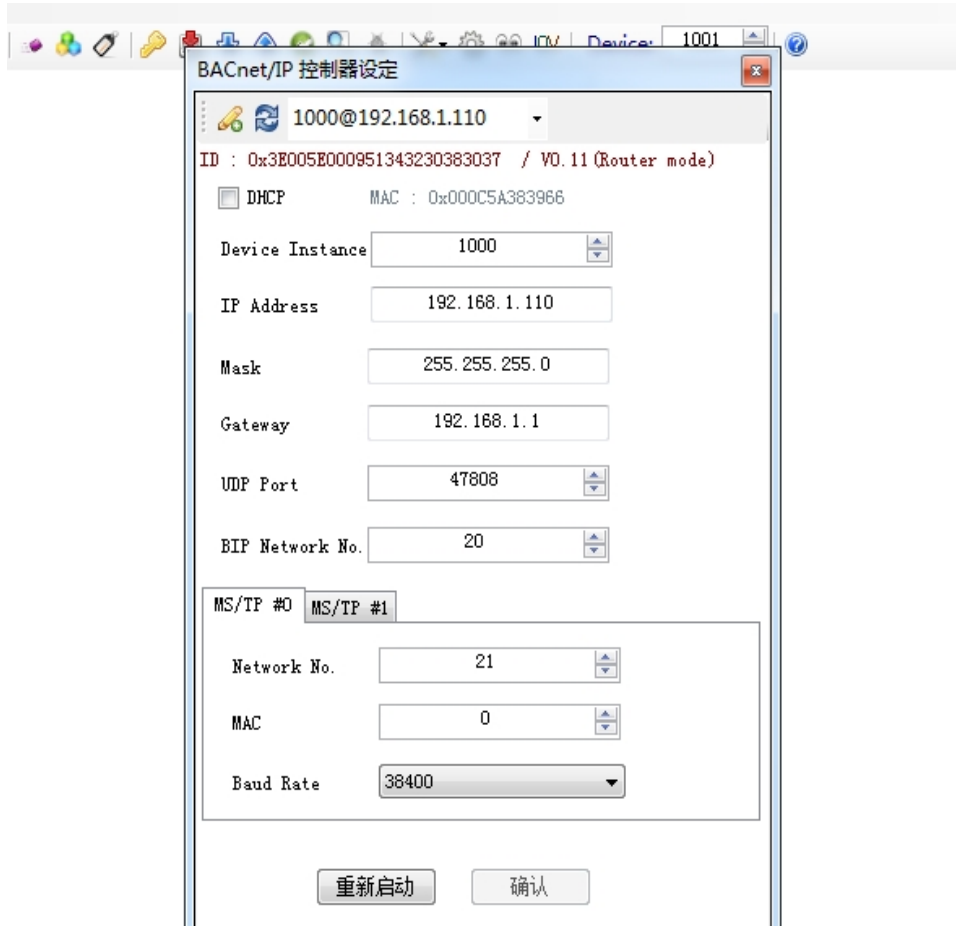 Device: 1001
BACnet/IP 控制器设定
1000@192.168.1.110
ID : 0x3E005E000951343230383037 / V0.11(Router mode)
DHCP MAC : 0x000C5A383966
Device Instance 1000
IP Address 192.168.1.110
Mask 255.255.255.0
Gateway 192.168.1.1
UDP Port 47808
BIP Network No. 20
MS/TP #0 MS/TP #1
Network No. 21
MAC 0
Baud Rate 38400
重新启动 确认